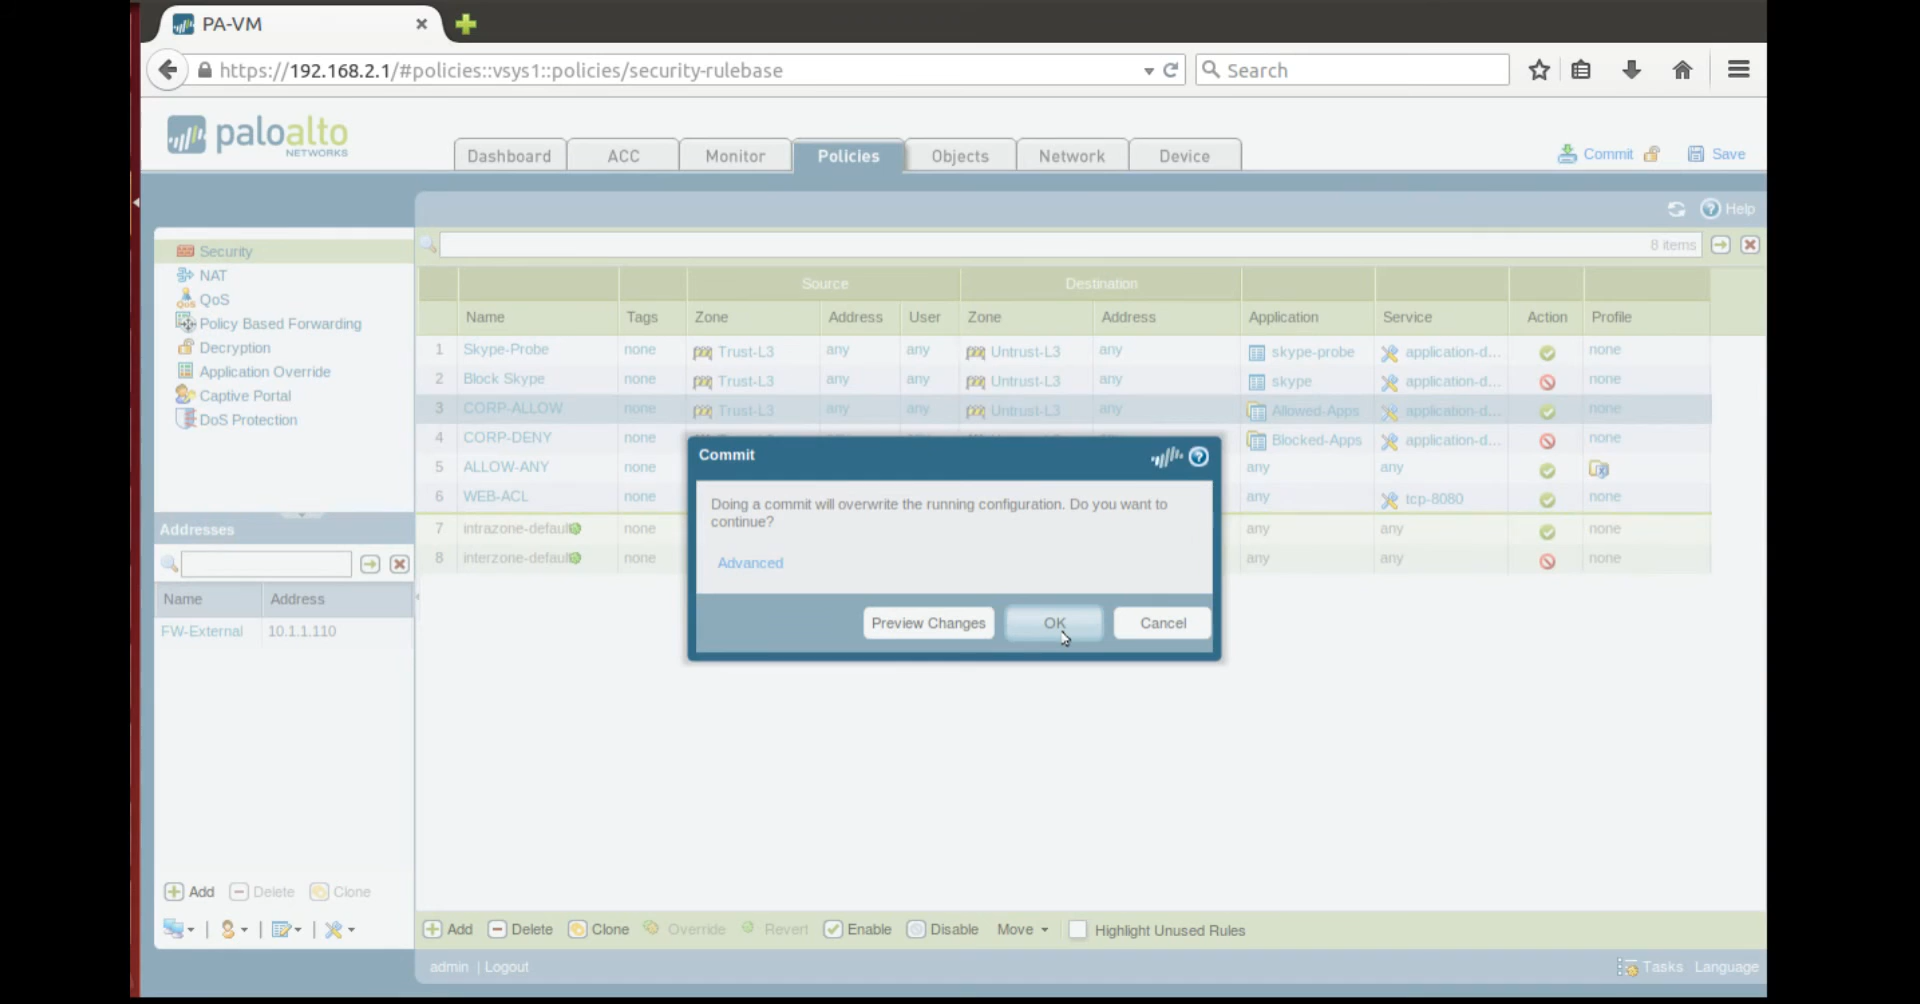 PA-VM
https://192.168.2.1/#policies::vsys1::policies/security-rulebase
Search
paloalto
NETWORKS
Dashboard ACC Monitor Policies Objects Network Device
Commit Save
Help
Security
NAT
QoS
Policy Based Forwarding
Decryption
Application Override
Captive Portal
DoS Protection
8 items
Source Destination
Name Tags Zone Address User Zone Address Application Service Action Profile
1 Skype-Probe none Trust-L3 any any Untrust-L3 any skype-probe application-d... none
2 Block Skype none Trust-L3 any any Untrust-L3 any skype application-d... none
3 CORP-ALLOW none Trust-L3 any any Untrust-L3 any Allowed-Apps application-d... none
4 CORP-DENY none Blocked-Apps application-d... none
5 ALLOW-ANY none any any
6 WEB-ACL none any tcp-8080 none
7 intrazone-default none any any none
8 interzone-default none any any none
Commit
Doing a commit will overwrite the running configuration. Do you want to
continue?
Advanced
Preview Changes OK Cancel
Addresses
Name Address
FW-External 10.1.1.110
Add Delete Clone
Add Delete Clone Override Revert Enable Disable Move Highlight Unused Rules
admin | Logout
Tasks Language